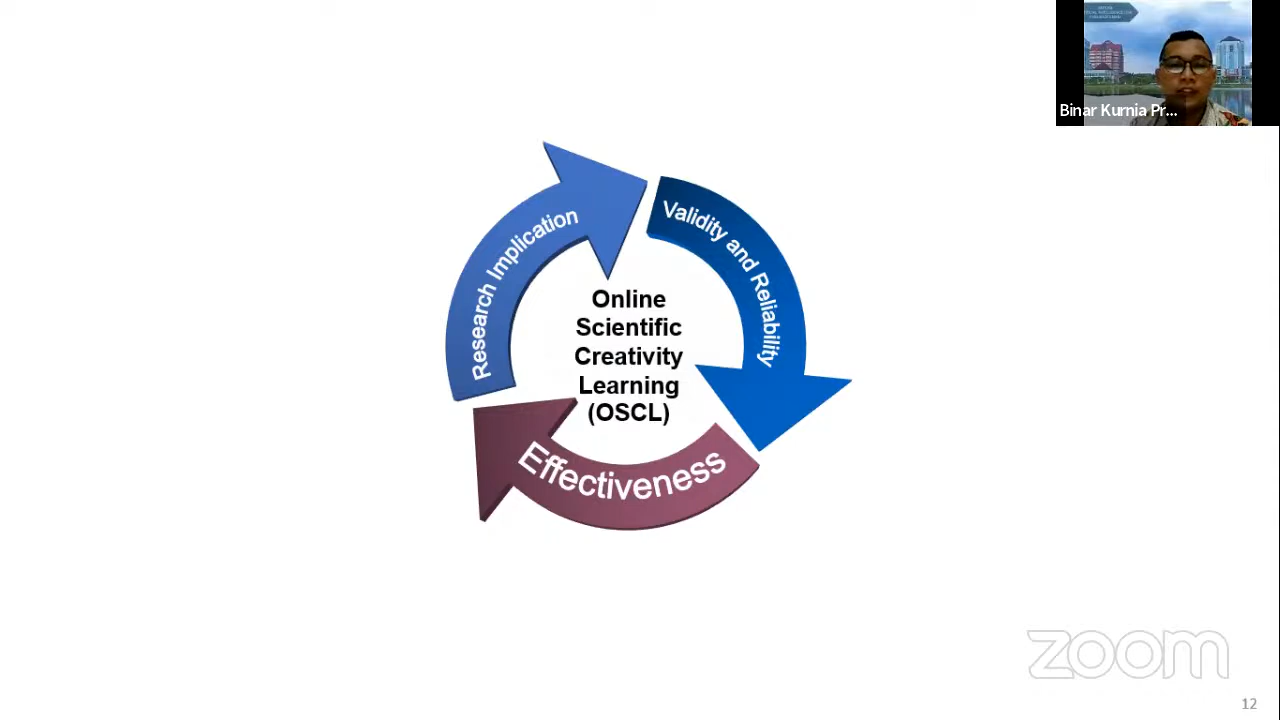 Binar Kurnia Pr...
Research Implication
Validity and Reliability
Online
Scientific
Creativity
Learning
(OSCL)
Effectiveness
zoom
12